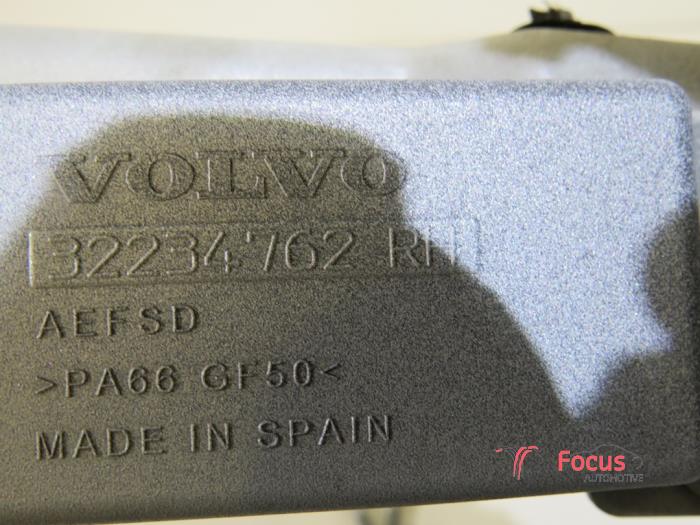 VOLVO
32234762 RH
AEFSD
>PA66 GF50<
MADE IN SPAIN
Focus
AUTOMOTIVE